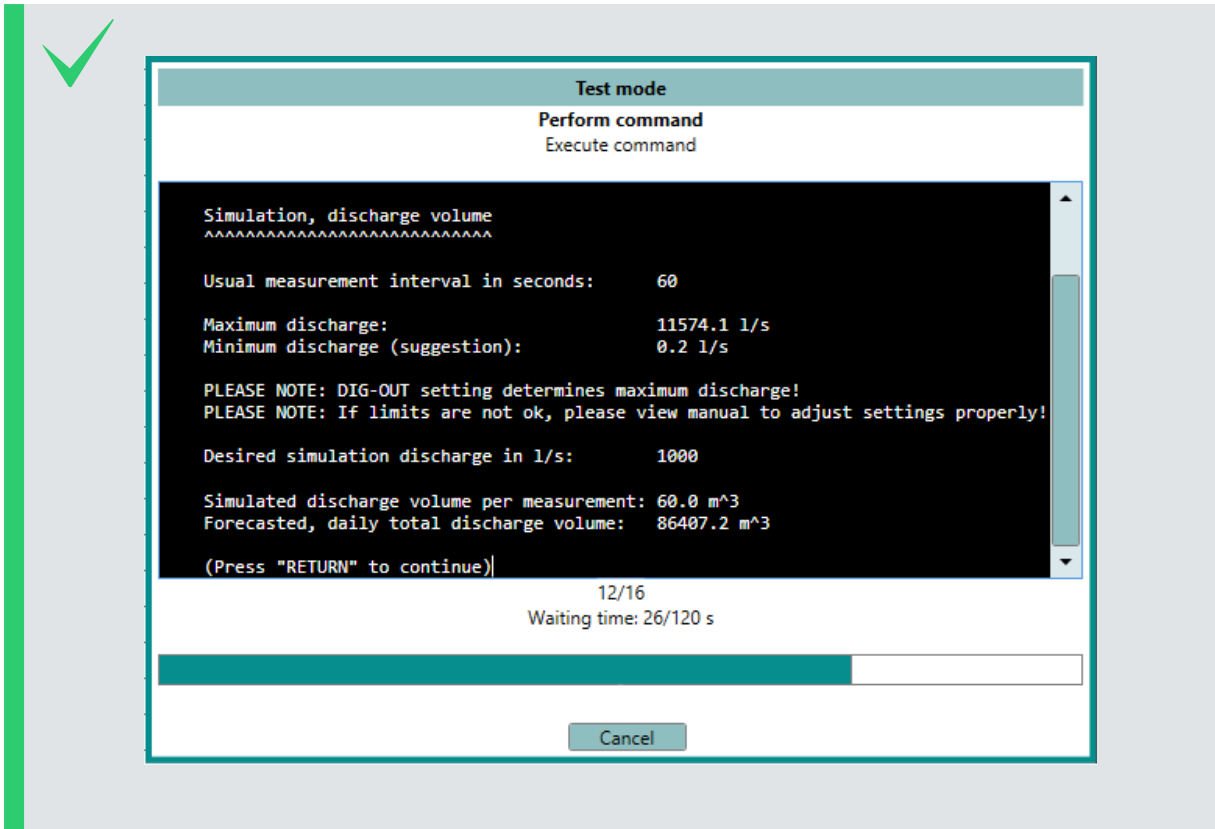 Test mode
Perform command
Execute command
Simulation, discharge volume
^^^^^^^^^^^^^^^^^^^^^^^^^^^^
Usual measurement interval in seconds: 60
Maximum discharge: 11574.1 l/s
Minimum discharge (suggestion): 0.2 l/s
PLEASE NOTE: DIG-OUT setting determines maximum discharge!
PLEASE NOTE: If limits are not ok, please view manual to adjust settings properly!
Desired simulation discharge in l/s: 1000
Simulated discharge volume per measurement: 60.0 m^3
Forecasted, daily total discharge volume: 86407.2 m^3
(Press "RETURN" to continue)
12/16
Waiting time: 26/120 s
Cancel